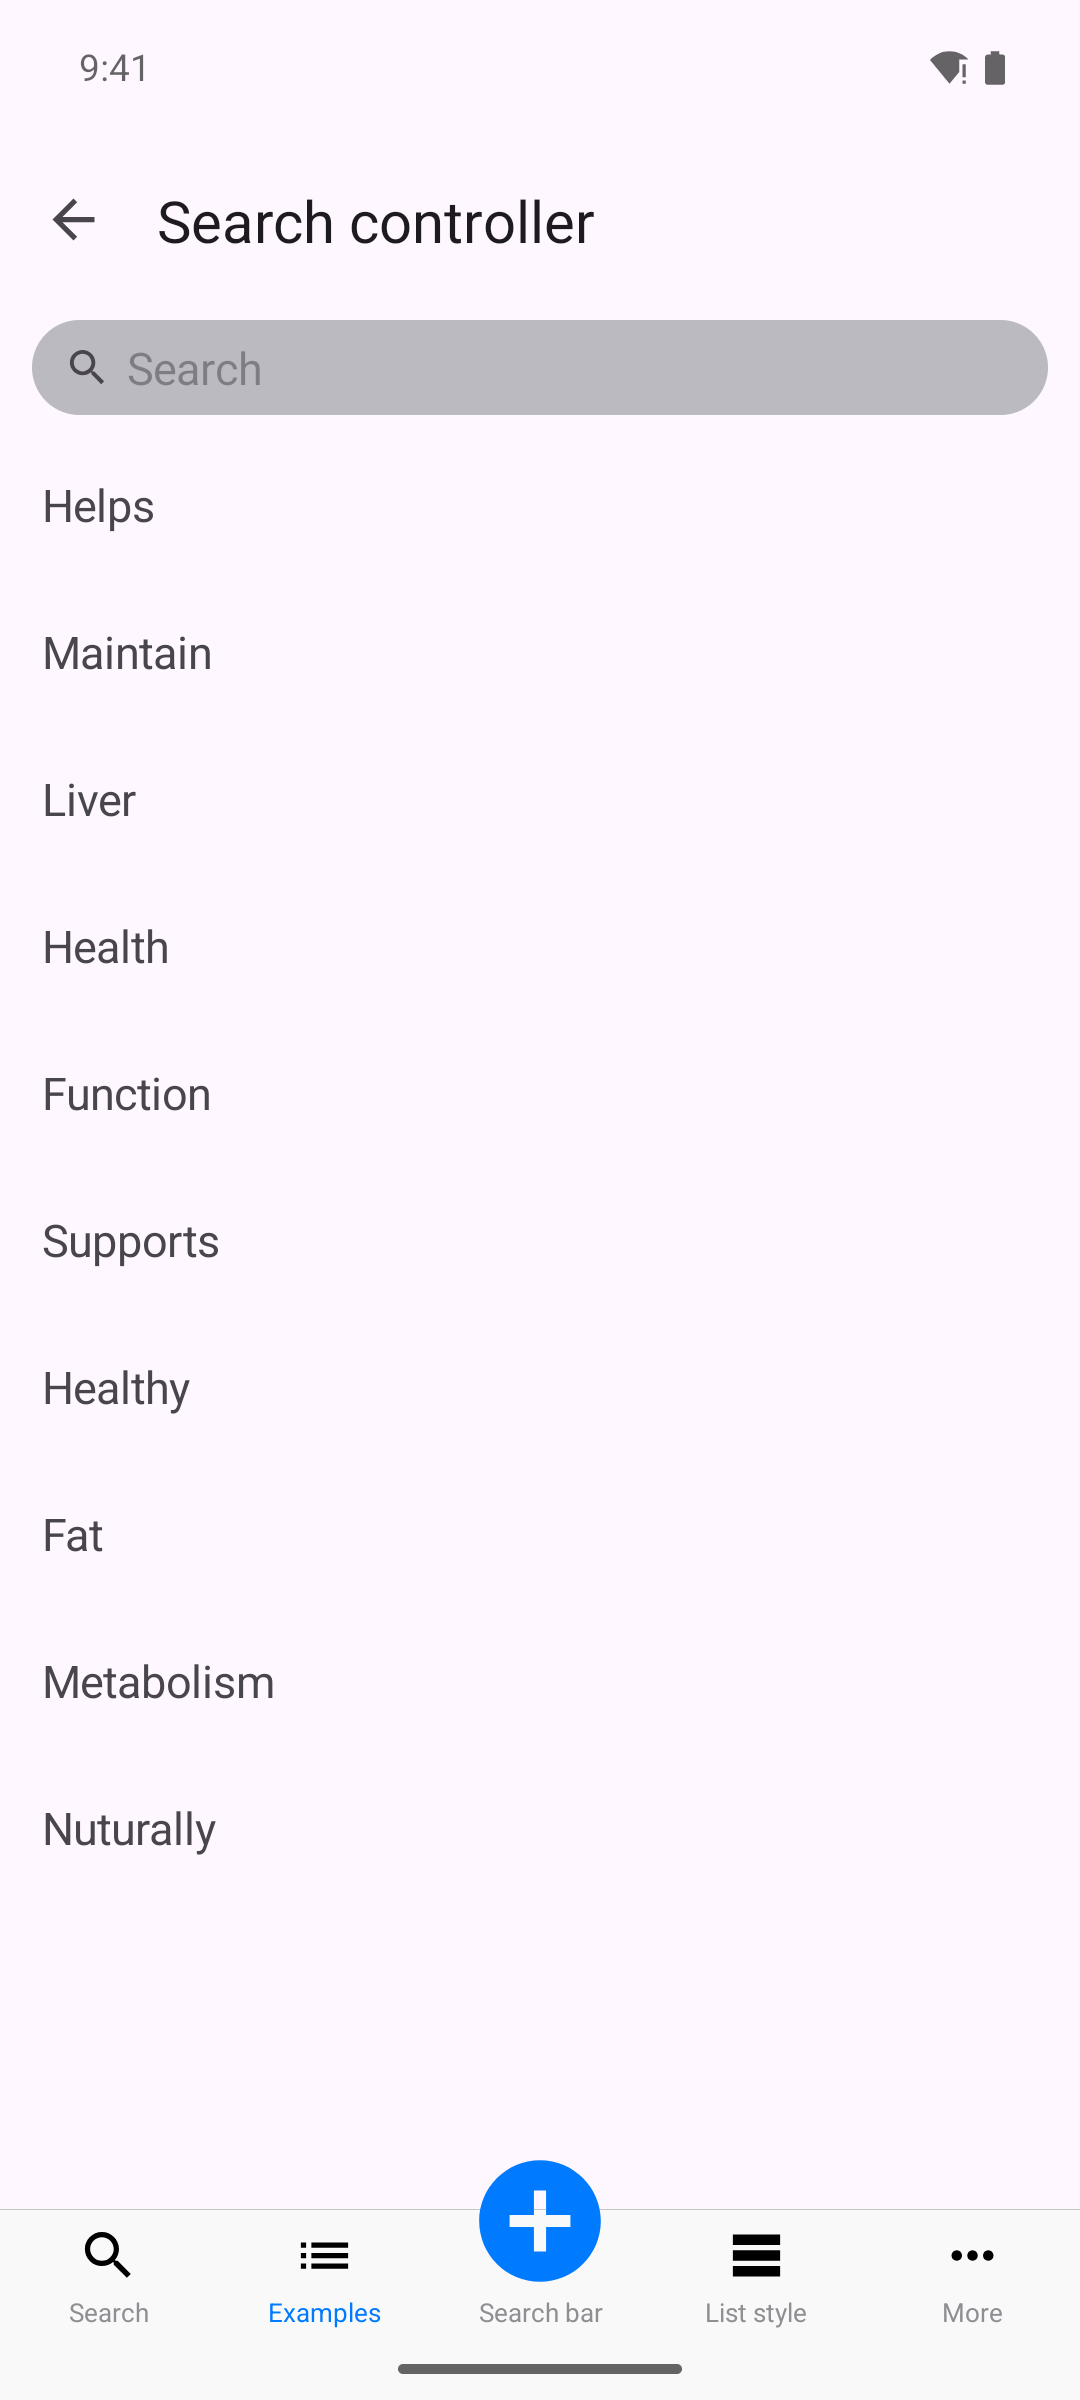 9:41
Search controller
Search
Helps
Maintain
Liver
Health
Function
Supports
Healthy
Fat
Metabolism
Nuturally
Search
Examples
Search bar
List style
More